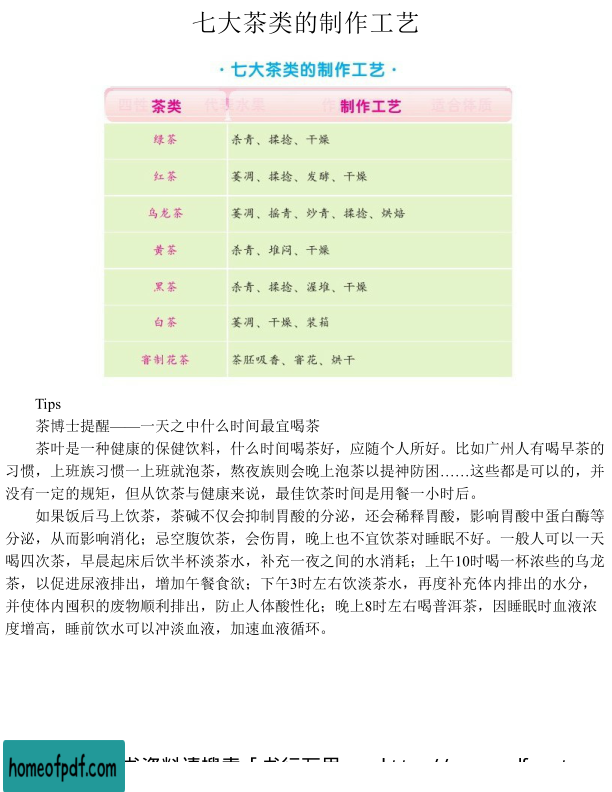 七大茶类的制作工艺
·七大茶类的制作工艺·
茶类 制作工艺
绿茶 杀青、揉捻、干燥
红茶 萎凋、揉捻、发酵、干燥
乌龙茶 萎凋、摇青、炒青、揉捻、烘焙
黄茶 杀青、堆闷、干燥
黑茶 杀青、揉捻、渥堆、干燥
白茶 萎凋、干燥、装箱
窨制花茶 茶胚吸香、窨花、烘干
Tips
茶博士提醒——一天之中什么时间最宜喝茶
茶叶是一种健康的保健饮料，什么时间喝茶好，应随个人所好。比如广州人有喝早茶的
习惯，上班族习惯一上班就泡茶，熬夜族则会晚上泡茶以提神防困……这些都是可以的，并
没有一定的规矩，但从饮茶与健康来说，最佳饮茶时间是用餐一小时后。
如果饭后马上饮茶，茶碱不仅会抑制胃酸的分泌，还会稀释胃酸，影响胃酸中蛋白酶等
分泌，从而影响消化；忌空腹饮茶，会伤胃，晚上也不宜饮茶对睡眠不好。一般人可以一天
喝四次茶，早晨起床后饮半杯淡茶水，补充一夜之间的水消耗；上午10时喝一杯浓些的乌龙
茶，以促进尿液排出，增加午餐食欲；下午3时左右饮淡茶水，再度补充体内排出的水分，
并使体内囤积的废物顺利排出，防止人体酸性化；晚上8时左右喝普洱茶，因睡眠时血液浓
度增高，睡前饮水可以冲淡血液，加速血液循环。
homeofpdf.com